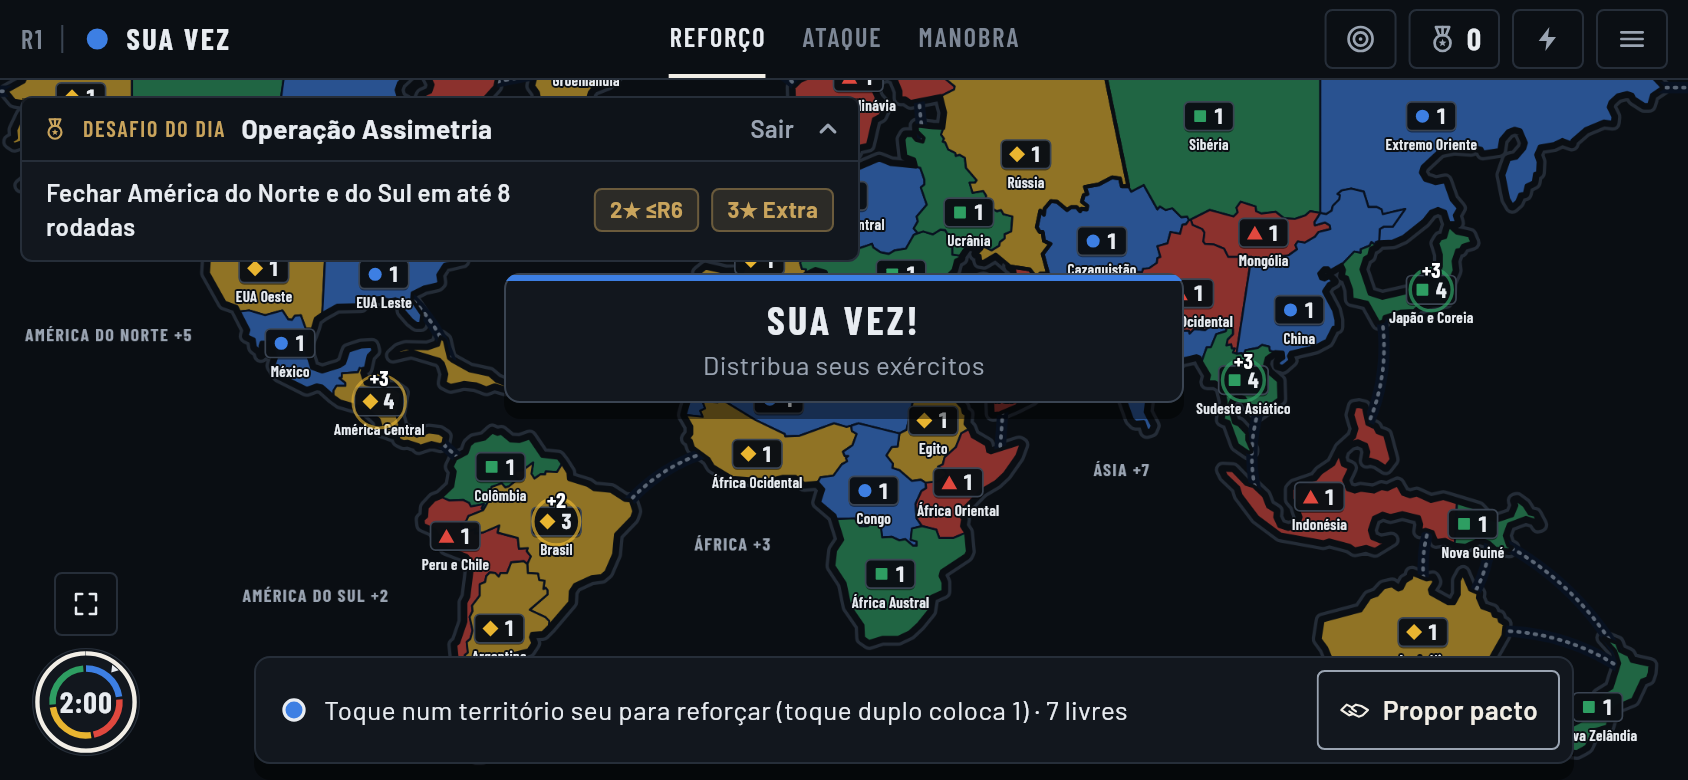 R1
SUA VEZ
REFORÇO
ATAQUE
MANOBRA
0
DESAFIO DO DIA
Operação Assimetria
Sair
Fechar América do Norte e do Sul em até 8
rodadas
2★ ≤R6
3★ Extra
1
Sibéria
1
Extremo Oriente
1
Rússia
1
Ucrânia
1
Cazaquistão
1
Mongólia
1
EUA Oeste
1
EUA Leste
SUA VEZ!
Distribua seus exércitos
1
1
China
+3
4
Japão e Coreia
AMÉRICA DO NORTE +5
1
México
+3
4
América Central
+3
4
Sudeste Asiático
1
Egito
1
África Ocidental
ÁSIA +7
1
Colômbia
1
Congo
1
África Oriental
+2
3
Brasil
1
Indonésia
1
Nova Guiné
1
Peru e Chile
ÁFRICA +3
1
África Austral
AMÉRICA DO SUL +2
1
Argentina
1
2:00
Toque num território seu para reforçar (toque duplo coloca 1) · 7 livres
Propor pacto
1